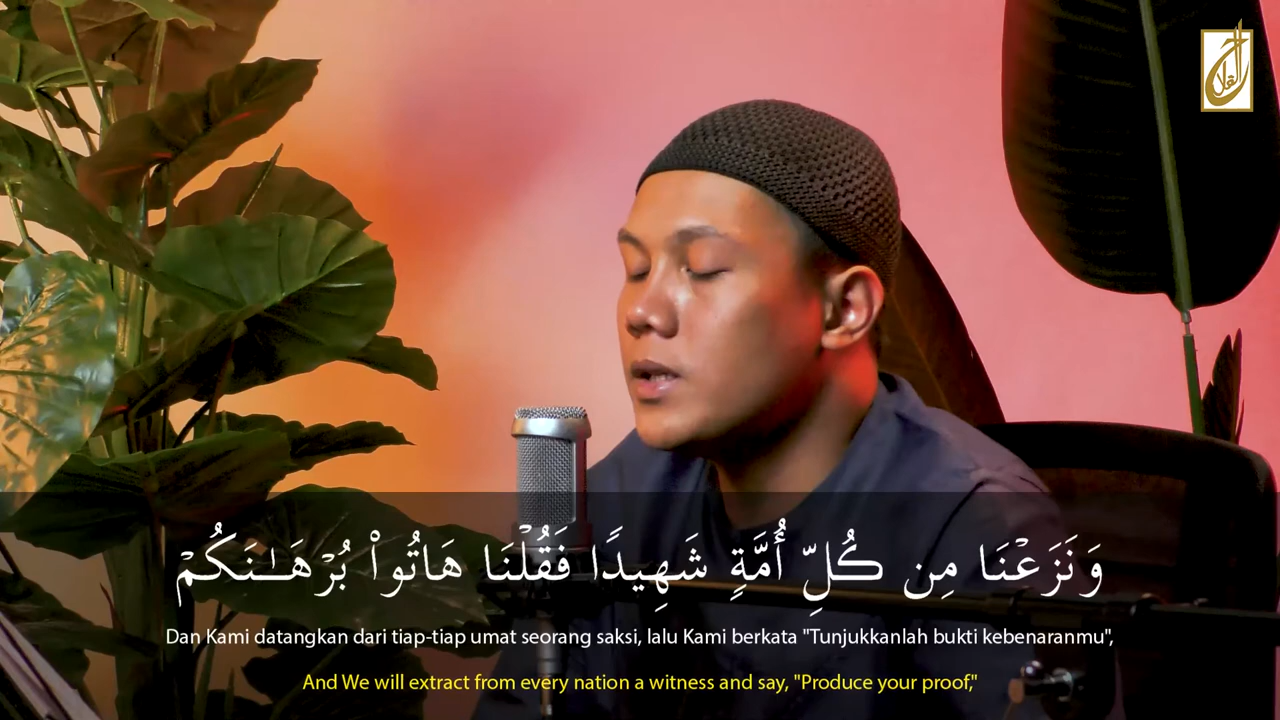 وَنَزَعْنَا مِن كُلِّ أُمَّةٍ شَهِيدًا فَقُلْنَا هَاتُوا۟ بُرْهَـٰنَكُمْ
Dan Kami datangkan dari tiap-tiap umat seorang saksi, lalu Kami berkata "Tunjukkanlah bukti kebenaranmu",
And We will extract from every nation a witness and say, "Produce your proof,"